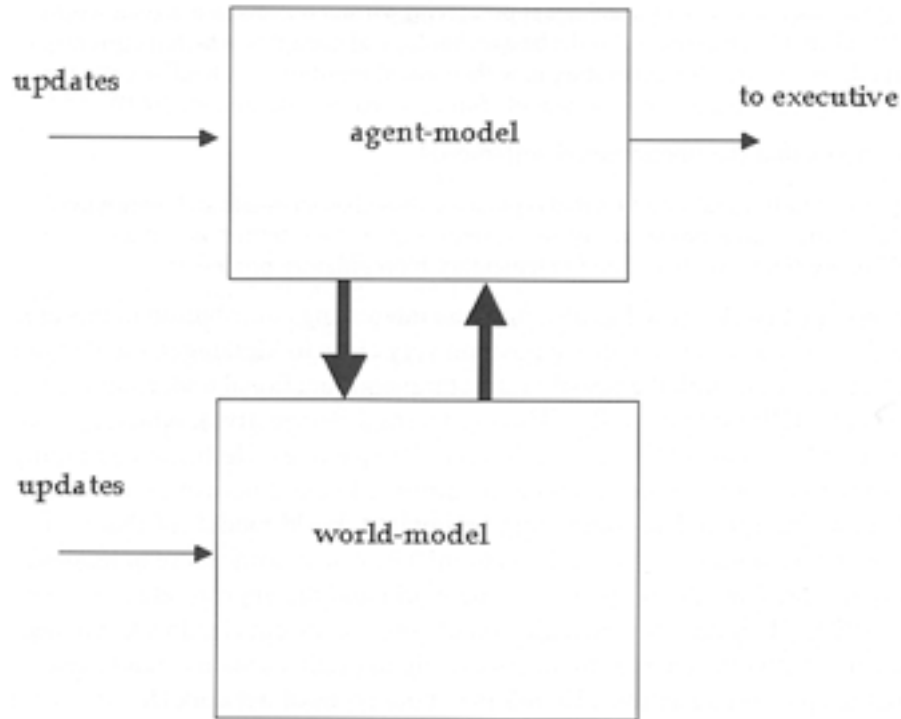 updates
to executive
agent-model
updates
world-model